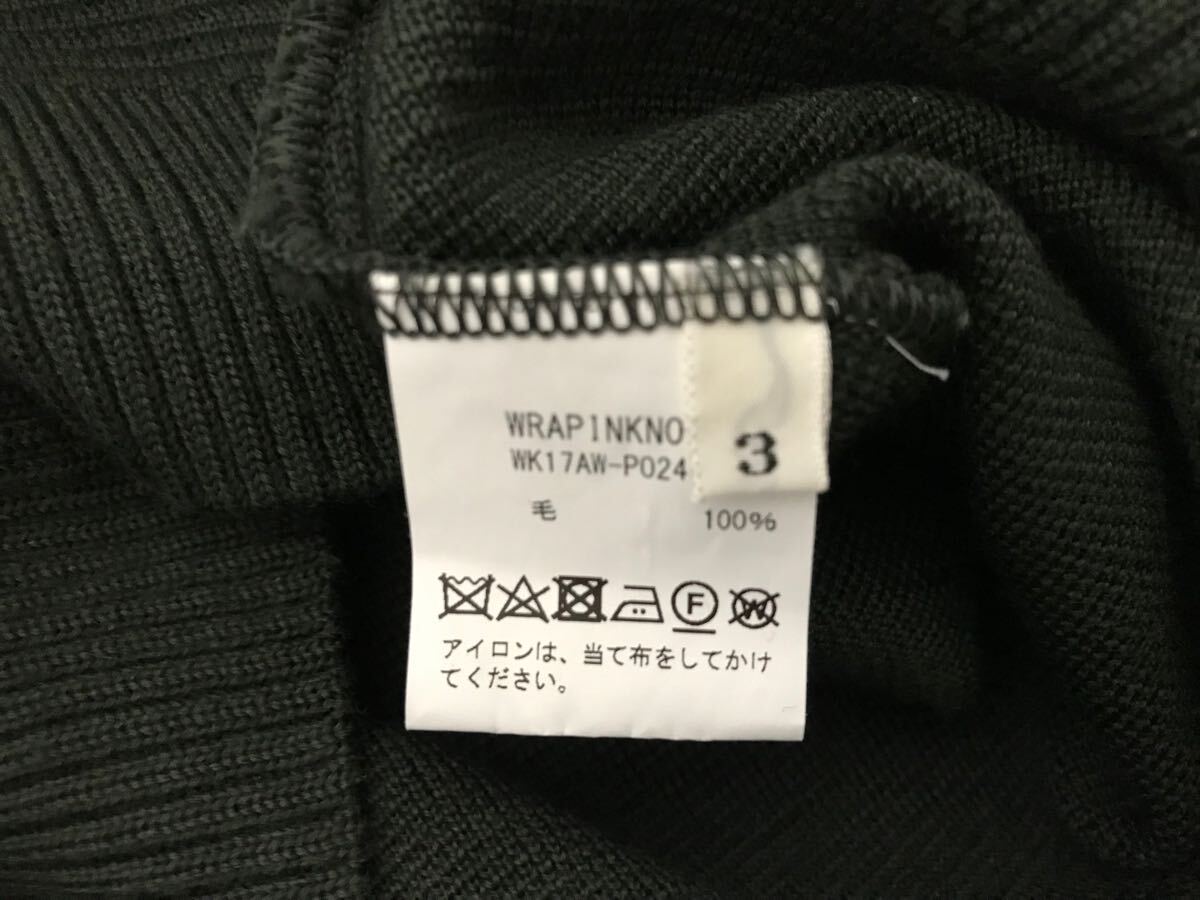 WRAPINKNO
WK17AW-P024
3
毛 100%
F W
アイロンは、当て布をしてかけ
てください。